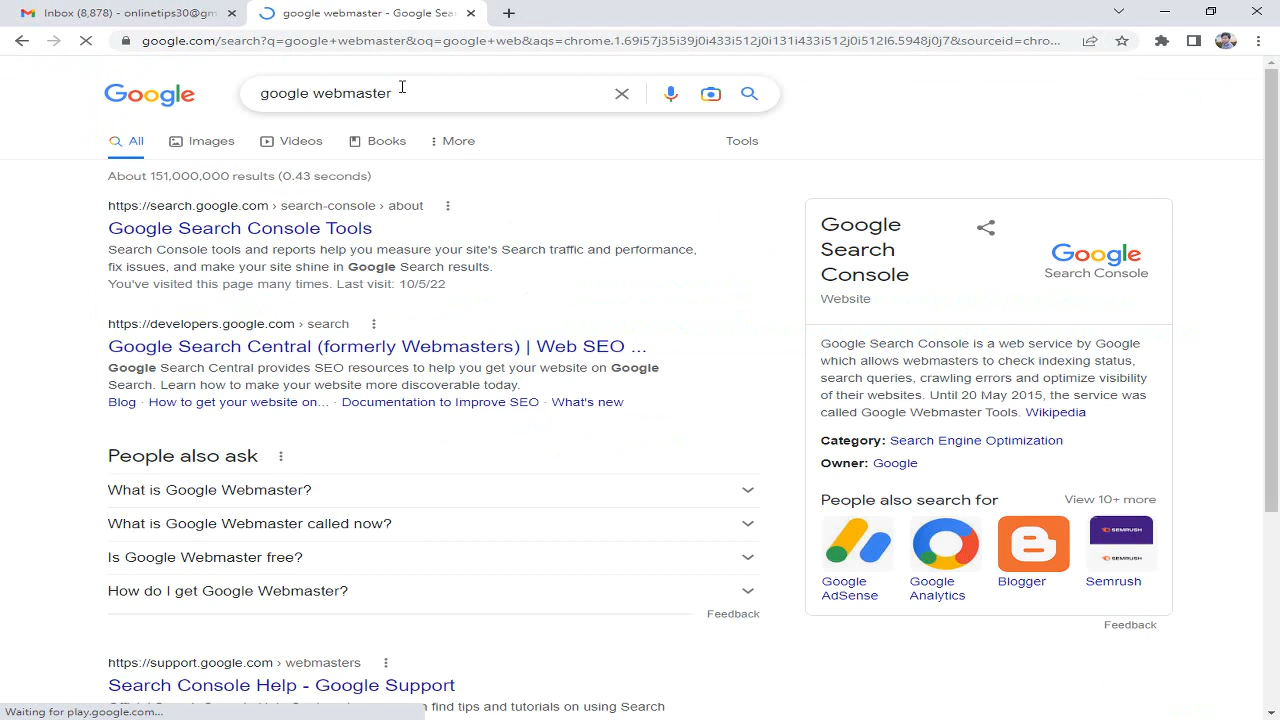 Inbox (8,878) - onlinetips30@gm
google webmaster - Google Sear
google.com/search?q=google+webmaster&oq=google+web&aqs=chrome.1.69i57j35i39j0i433i512j0i131i433i512j0i512l6.5948j0j7&sourceid=chro...
Google
google webmaster
All
Images
Videos
Books
More
Tools
About 151,000,000 results (0.43 seconds)
https://search.google.com › search-console › about
Google Search Console Tools
Search Console tools and reports help you measure your site's Search traffic and performance,
fix issues, and make your site shine in Google Search results.
You've visited this page many times. Last visit: 10/5/22
https://developers.google.com › search
Google Search Central (formerly Webmasters) | Web SEO ...
Google Search Central provides SEO resources to help you get your website on Google
Search. Learn how to make your website more discoverable today.
Blog · How to get your website on... · Documentation to Improve SEO · What's new
People also ask
What is Google Webmaster?
What is Google Webmaster called now?
Is Google Webmaster free?
How do I get Google Webmaster?
Feedback
https://support.google.com › webmasters
Search Console Help - Google Support
find tips and tutorials on using Search
Google
Search
Console
Website
Google
Search Console
Google Search Console is a web service by Google
which allows webmasters to check indexing status,
search queries, crawling errors and optimize visibility
of their websites. Until 20 May 2015, the service was
called Google Webmaster Tools. Wikipedia
Category: Search Engine Optimization
Owner: Google
People also search for
View 10+ more
SEMRUSH
SEMRUSH
Google
AdSense
Google
Analytics
Blogger
Semrush
Feedback
Waiting for play.google.com...